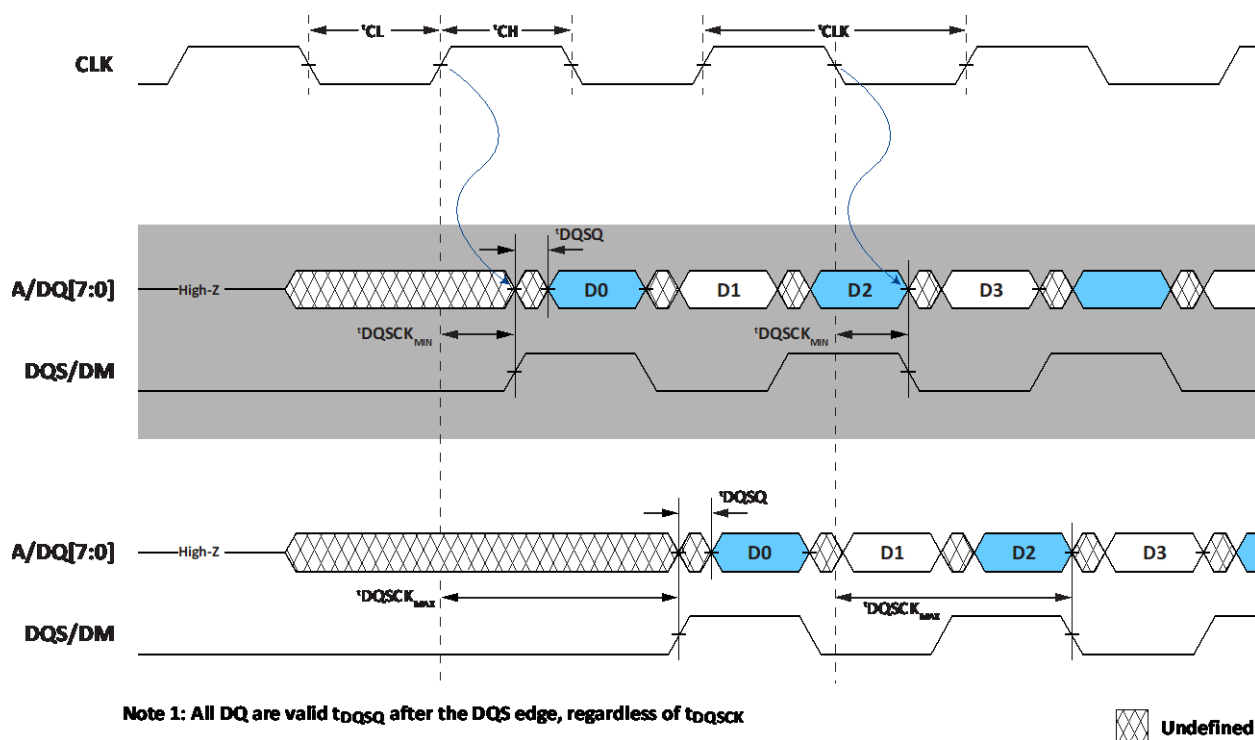 tCL
tCH
tCLK
CLK
tDQSQ
A/DQ[7:0]
High-Z
D0
D1
D2
D3
tDQSCKMIN
tDQSCKMIN
DQS/DM
tDQSQ
A/DQ[7:0]
High-Z
D0
D1
D2
D3
tDQSCKMAX
tDQSCKMAX
DQS/DM
Note 1: All DQ are valid tDQSQ after the DQS edge, regardless of tDQSCK
Undefined